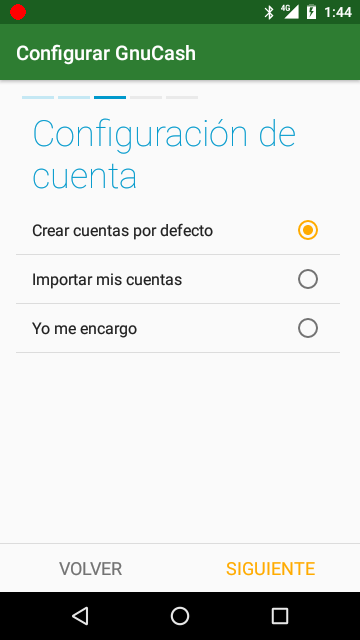 4G 1:44
Configurar GnuCash
Configuración de
cuenta
Crear cuentas por defecto
Importar mis cuentas
Yo me encargo
VOLVER SIGUIENTE